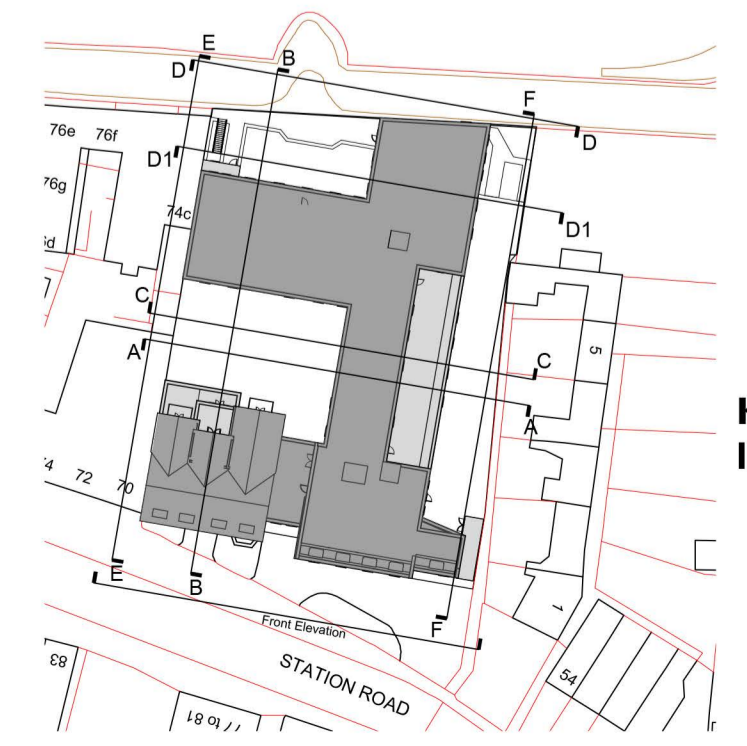 E
D
B
F
D
76e
76f
D1
76g
74c
D1
C
5
A
C
A
72
70
E
B
F
1
Front Elevation
STATION ROAD
54
83
77 to 81